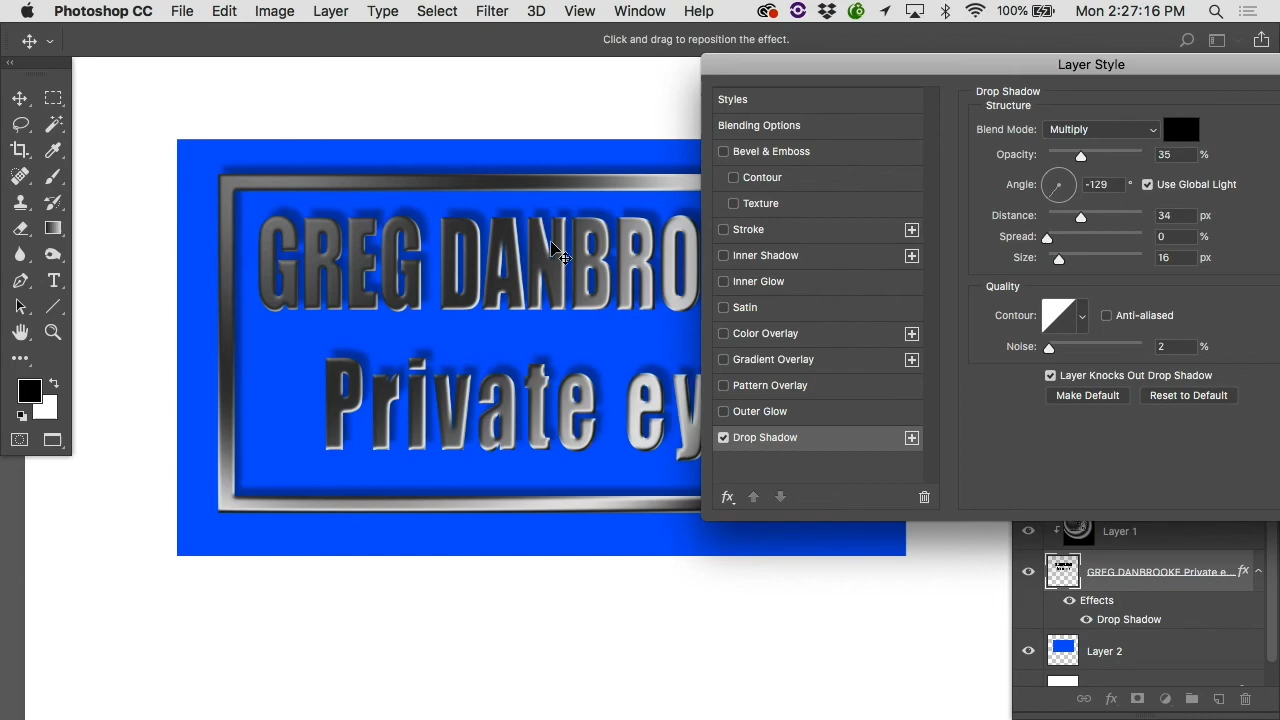 Photoshop CC File Edit Image Layer Type Select Filter 3D View Window Help 100% Mon 2:27:16 PM
Click and drag to reposition the effect.
Layer Style
Styles
Blending Options
Bevel & Emboss
Contour
Texture
Stroke
Inner Shadow
Inner Glow
Satin
Color Overlay
Gradient Overlay
Pattern Overlay
Outer Glow
Drop Shadow
fx
Drop Shadow
Structure
Blend Mode: Multiply
Opacity: 35 %
Angle: -129 ° Use Global Light
Distance: 34 px
Spread: 0 %
Size: 16 px
Quality
Contour: Anti-aliased
Noise: 2 %
Layer Knocks Out Drop Shadow
Make Default Reset to Default
GREG DANBRO
Private ey
Layer 1
GREG DANBROOKE Private e... fx
Effects
Drop Shadow
Layer 2
fx